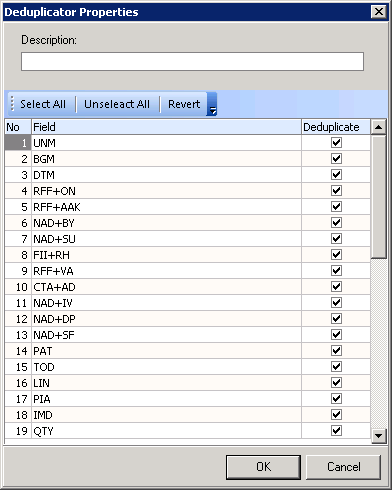 Deduplicator Properties
Description:
Select All Unseleact All Revert
No Field Deduplicate
1 UNM
2 BGM
3 DTM
4 RFF+ON
5 RFF+AAK
6 NAD+BY
7 NAD+SU
8 FII+RH
9 RFF+VA
10 CTA+AD
11 NAD+IV
12 NAD+DP
13 NAD+SF
14 PAT
15 TOD
16 LIN
17 PIA
18 IMD
19 QTY
OK Cancel